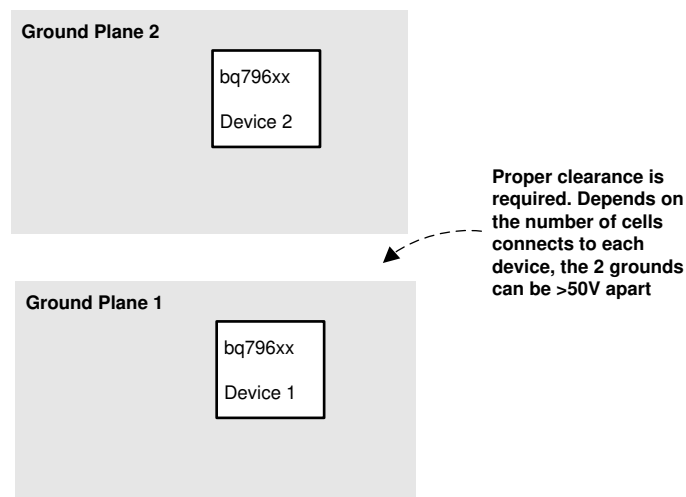 Ground Plane 2
bq796xx
Device 2
Proper clearance is
required. Depends on
the number of cells
connects to each
device, the 2 grounds
can be >50V apart
Ground Plane 1
bq796xx
Device 1